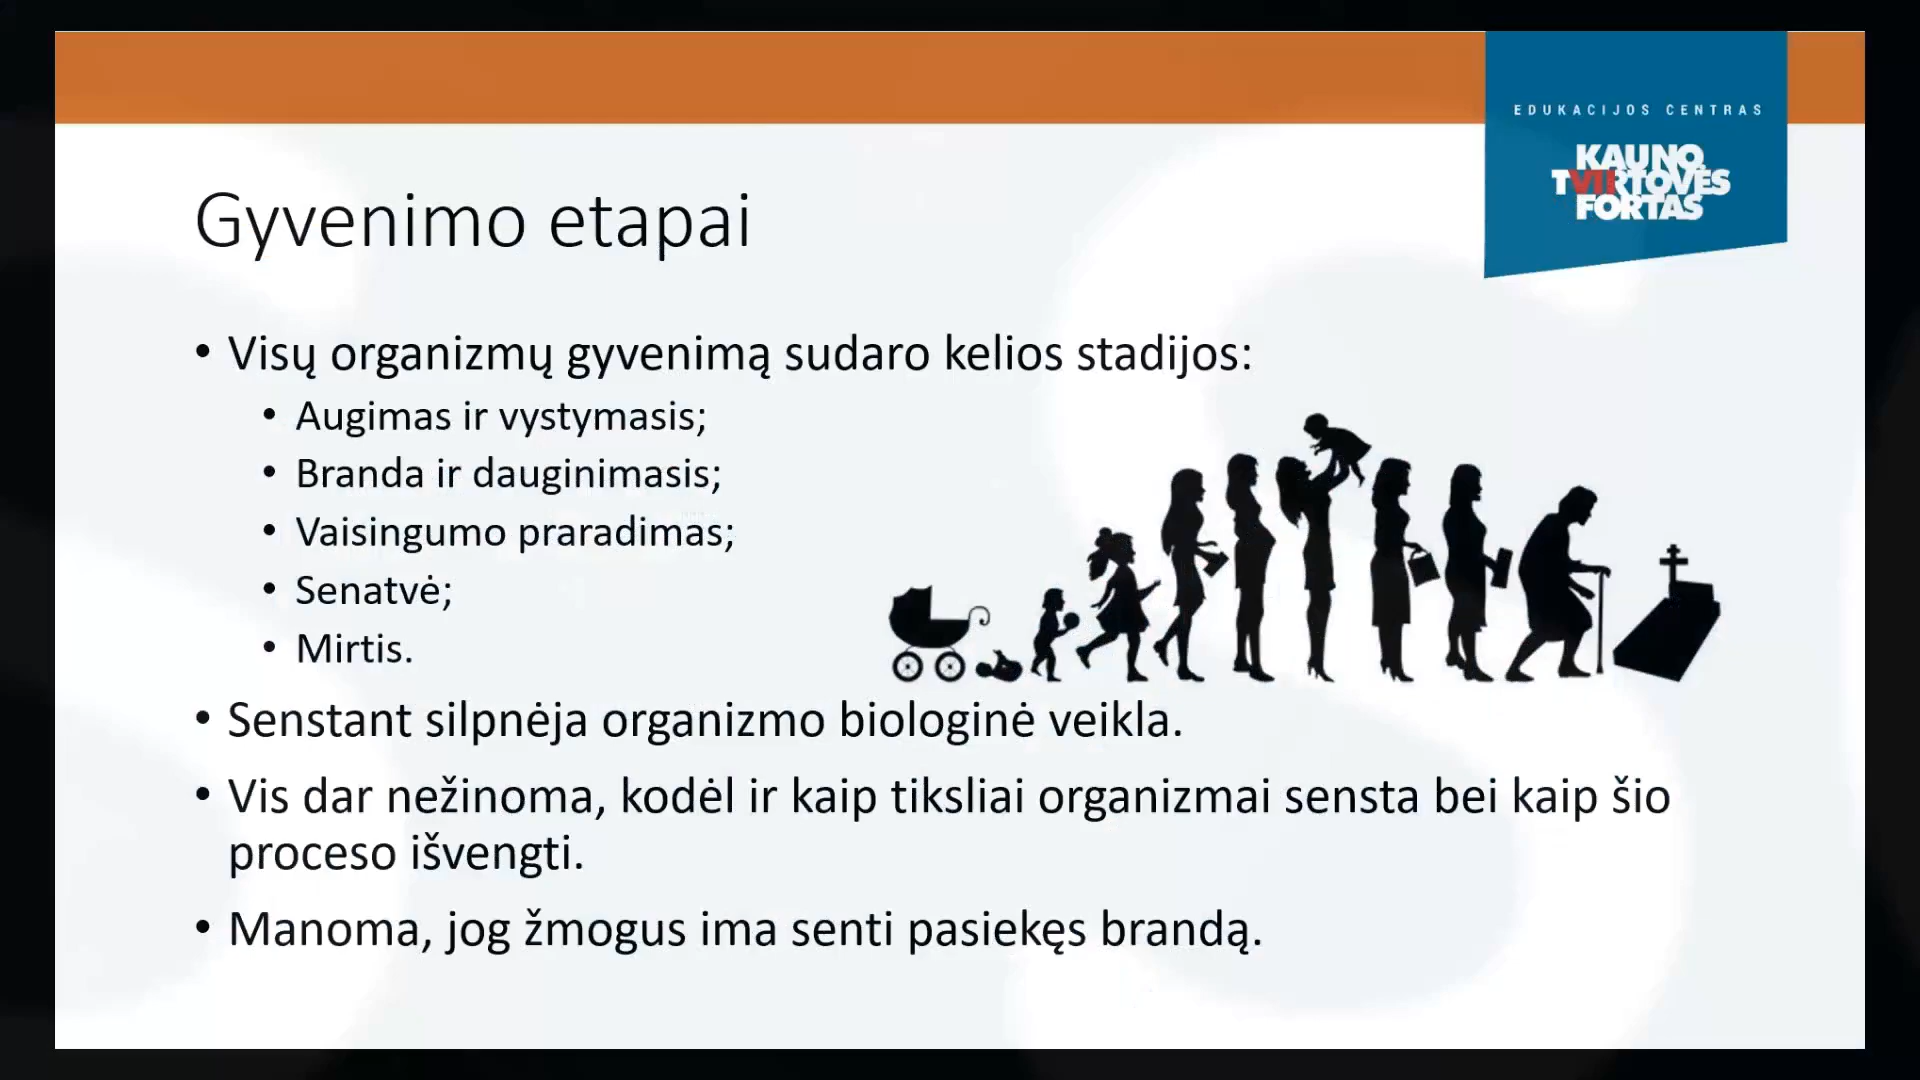 EDUKACIJOS CENTRAS
KAUNO
TVIRTOVĖS
FORTAS
Gyvenimo etapai
• Visų organizmų gyvenimą sudaro kelios stadijos:
• Augimas ir vystymasis;
• Branda ir dauginimasis;
• Vaisingumo praradimas;
• Senatvė;
• Mirtis.
• Senstant silpnėja organizmo biologinė veikla.
• Vis dar nežinoma, kodėl ir kaip tiksliai organizmai sensta bei kaip šio
proceso išvengti.
• Manoma, jog žmogus ima senti pasiekęs brandą.